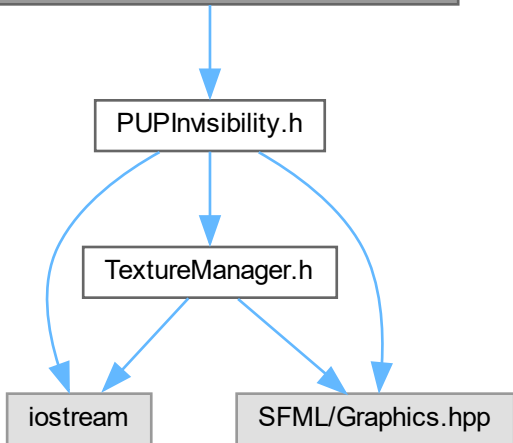 PUPInvisibility.h
TextureManager.h
iostream
SFML/Graphics.hpp